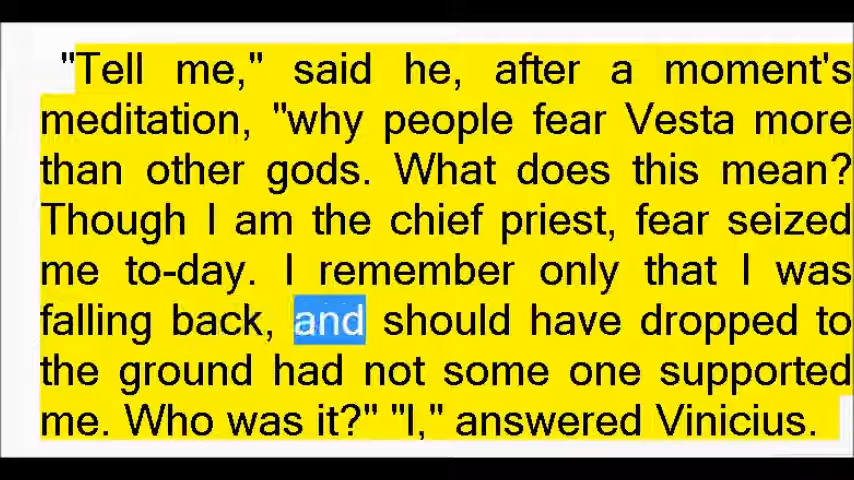 "Tell me," said he, after a moment's
meditation, "why people fear Vesta more
than other gods. What does this mean?
Though I am the chief priest, fear seized
me to-day. I remember only that I was
falling back, and should have dropped to
the ground had not some one supported
me. Who was it?" "I," answered Vinicius.